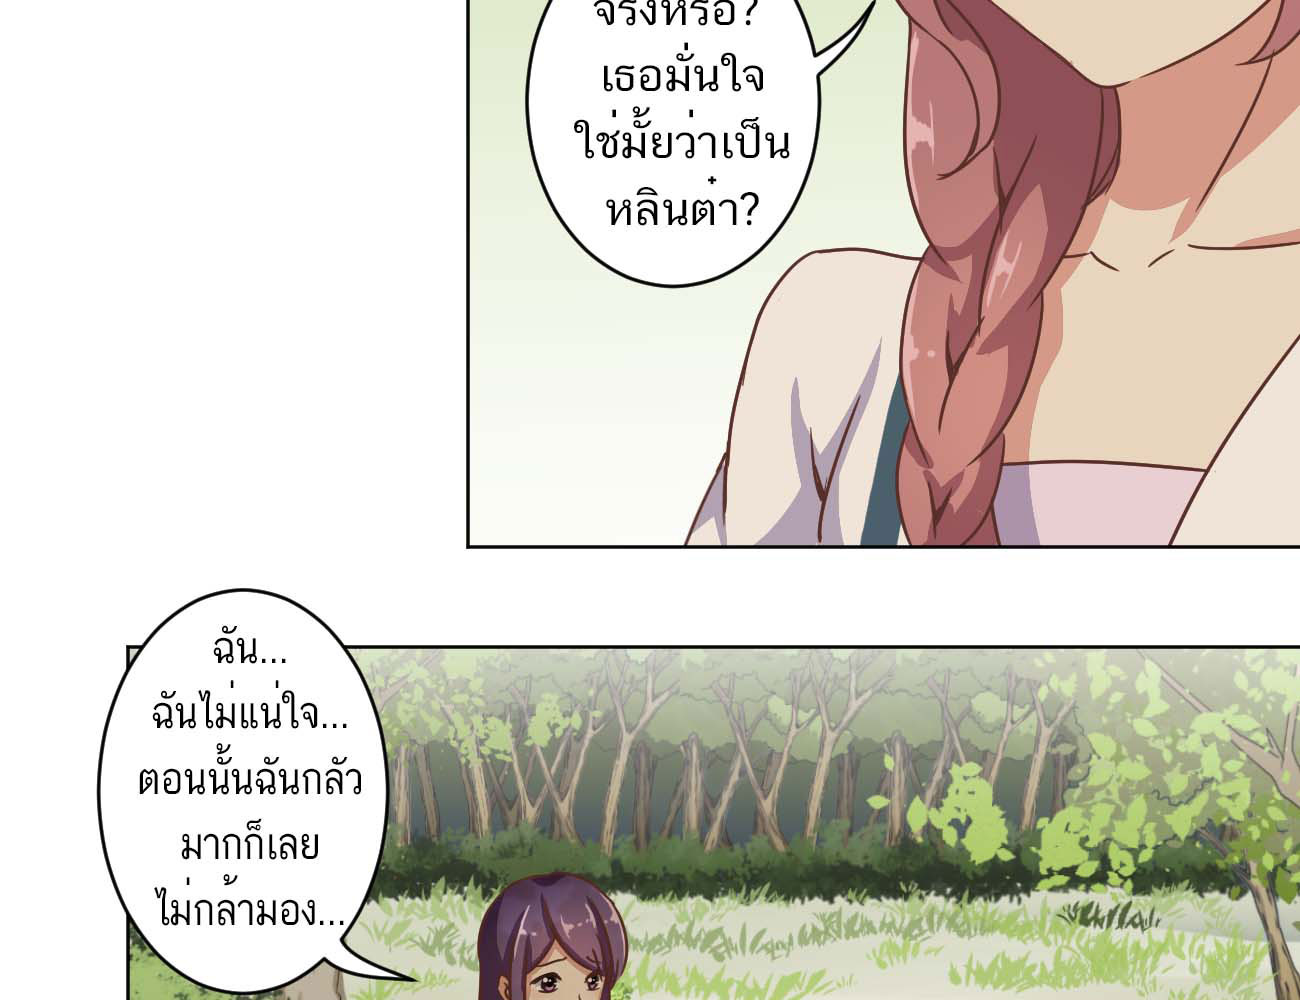 จริงหรือ?
เธอมั่นใจ
ใช่มั้ยว่าเป็น
หลินต๋า?
ฉัน...
ฉันไม่แน่ใจ...
ตอนนั้นฉันกลัว
มากก็เลย
ไม่กล้ามอง...